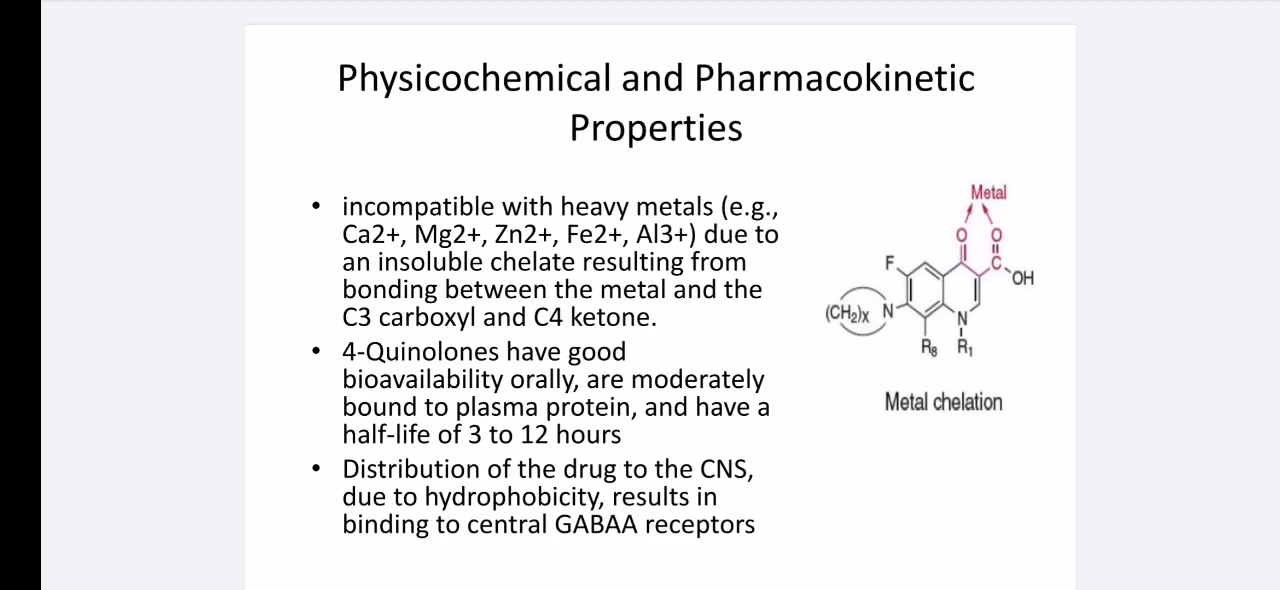 Physicochemical and Pharmacokinetic
Properties
• incompatible with heavy metals (e.g.,
Ca2+, Mg2+, Zn2+, Fe2+, Al3+) due to
an insoluble chelate resulting from
bonding between the metal and the
C3 carboxyl and C4 ketone.
• 4-Quinolones have good
bioavailability orally, are moderately
bound to plasma protein, and have a
half-life of 3 to 12 hours
• Distribution of the drug to the CNS,
due to hydrophobicity, results in
binding to central GABAA receptors
Metal
O O
F C
OH
(CH₂)x N N
R₈ R₁
Metal chelation